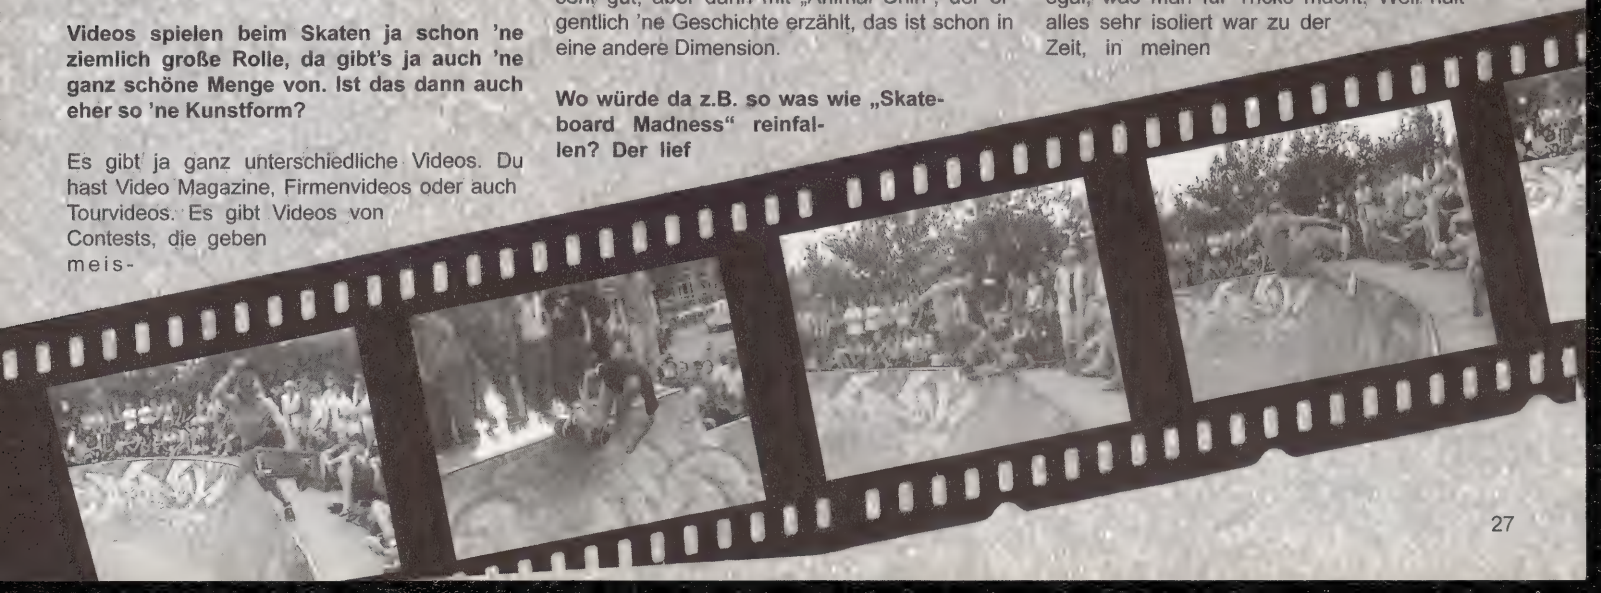 Videos spielen beim Skaten ja schon 'ne
ziemlich große Rolle, da gibt's ja auch 'ne
ganz schöne Menge von. Ist das dann auch
eher so 'ne Kunstform?
Es gibt ja ganz unterschiedliche Videos. Du
hast Video Magazine, Firmenvideos oder auch
Tourvideos. Es gibt Videos von
Contests, die geben
meis-
gentlich 'ne Geschichte erzählt, das ist schon in
eine andere Dimension.
Wo würde da z.B. so was wie „Skate-
board Madness“ reinfal-
len? Der lief
alles sehr isoliert war zu der
Zeit, in meinen
27